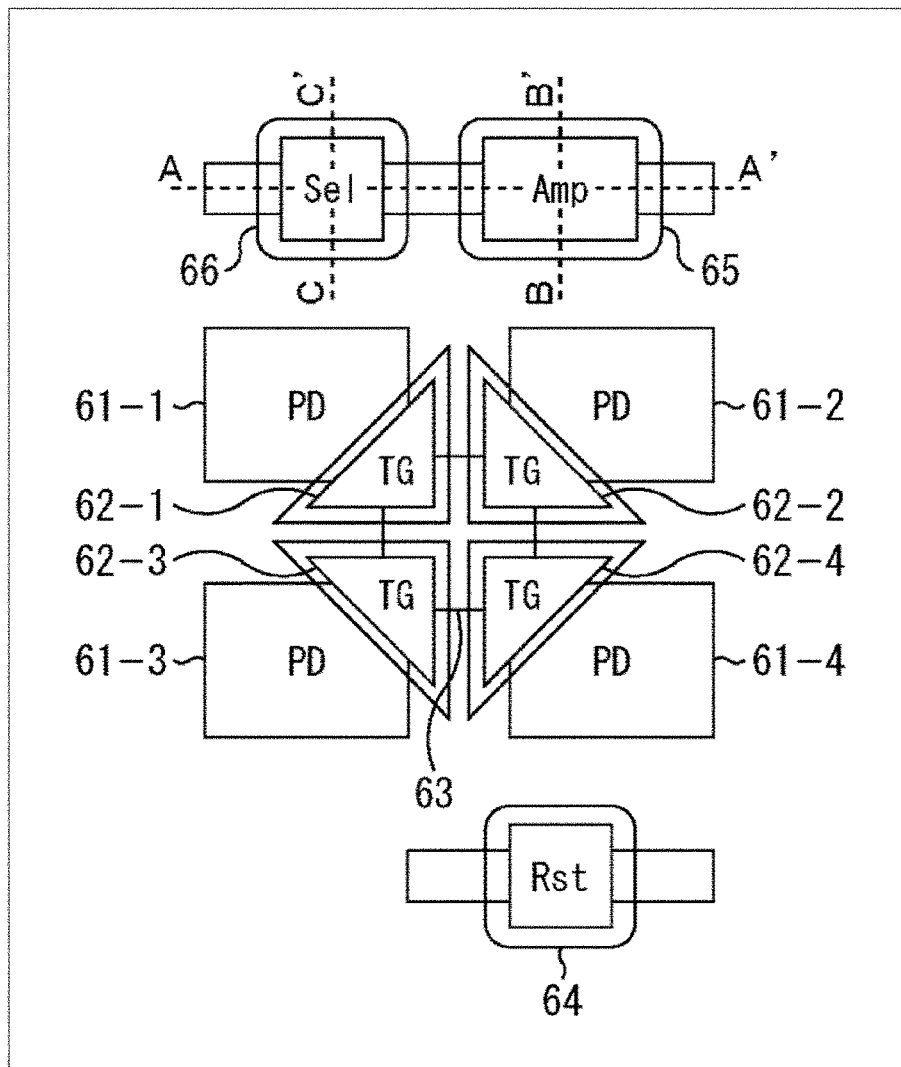 C' B'
A Sel Amp A'
66 C B 65
61-1 PD PD 61-2
TG TG
62-1 62-2
62-3 TG TG 62-4
61-3 PD PD 61-4
63
Rst
64